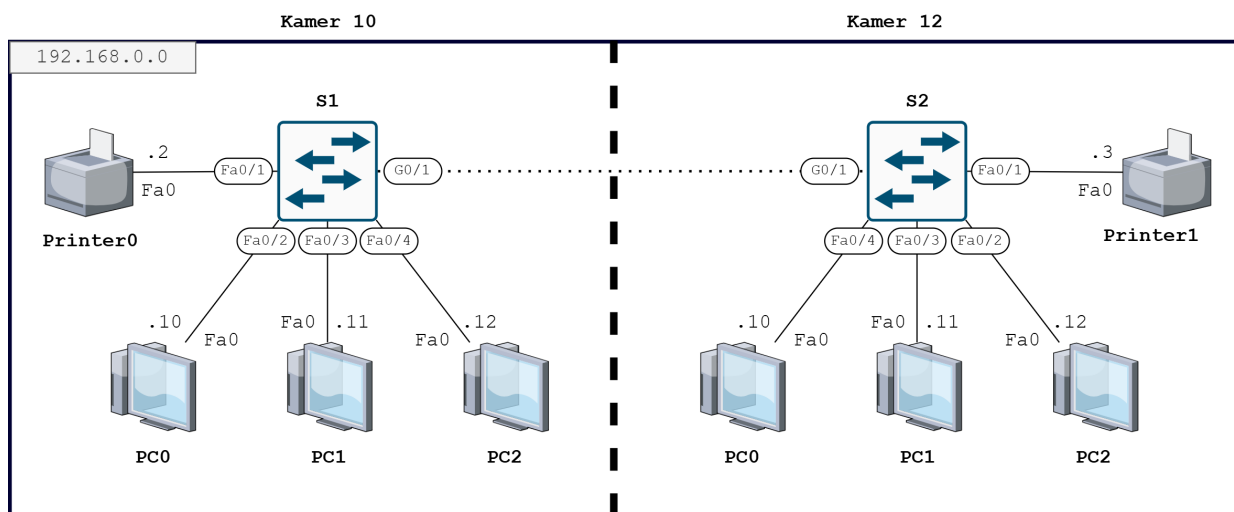 Kamer 10
Kamer 12
192.168.0.0
S1
S2
.2
Fa0/1
G0/1
G0/1
Fa0/1
.3
Fa0
Fa0
Printer0
Printer1
Fa0/2
Fa0/3
Fa0/4
Fa0/4
Fa0/3
Fa0/2
.10
Fa0
.11
.12
.10
Fa0
.11
.12
Fa0
Fa0
Fa0
Fa0
PC0
PC1
PC2
PC0
PC1
PC2